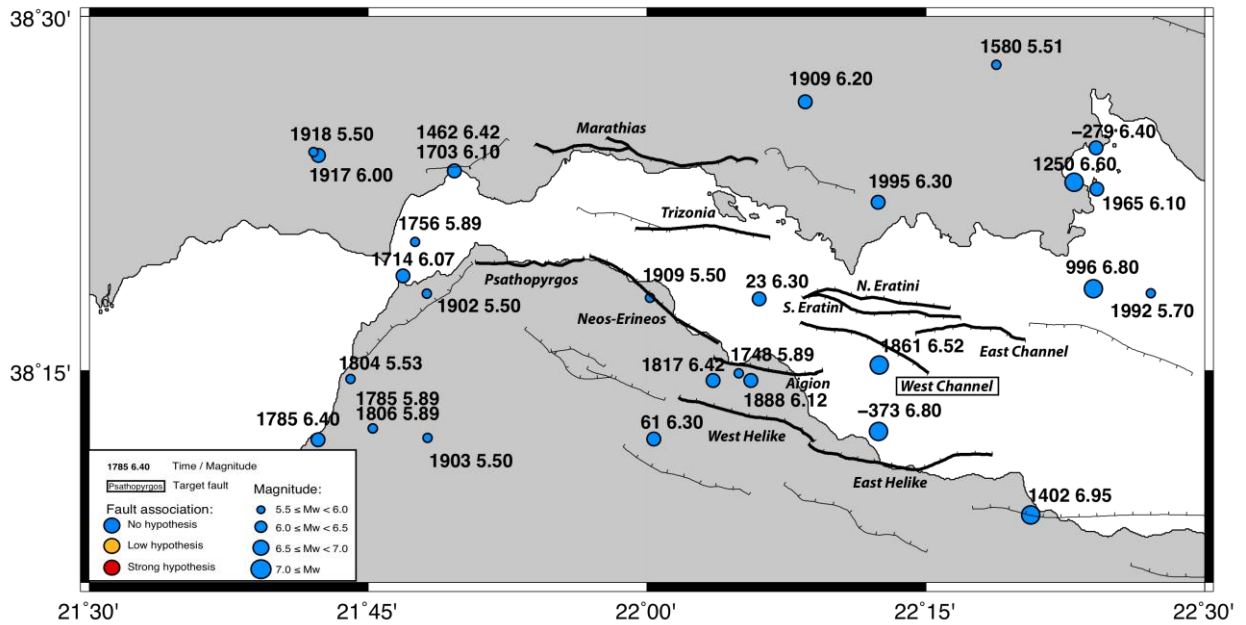 38˚30'
1580 5.51
1909 6.20
1918 5.50
1462 6.42
Marathias
−279 6.40
1703 6.10
1917 6.00
1250 6.60
1995 6.30
1965 6.10
1756 5.89
Trizonia
1714 6.07
Psathopyrgos
1909 5.50
23 6.30
N. Eratini
996 6.80
1902 5.50
Neos-Erineos
S. Eratini
1992 5.70
1861 6.52
East Channel
38˚15'
1804 5.53
1817 6.42
1748 5.89
Aigion
West Channel
1785 5.89
1888 6.12
1785 6.40
1806 5.89
61 6.30
−373 6.80
West Helike
1903 5.50
East Helike
1402 6.95
1785 6.40 Time / Magnitude
Psathopyrgos Target fault
Magnitude:
Fault association:
5.5 ≤ Mw < 6.0
No hypothesis
6.0 ≤ Mw < 6.5
Low hypothesis
6.5 ≤ Mw < 7.0
Strong hypothesis
7.0 ≤ Mw
21˚30' 21˚45' 22˚00' 22˚15' 22˚30'